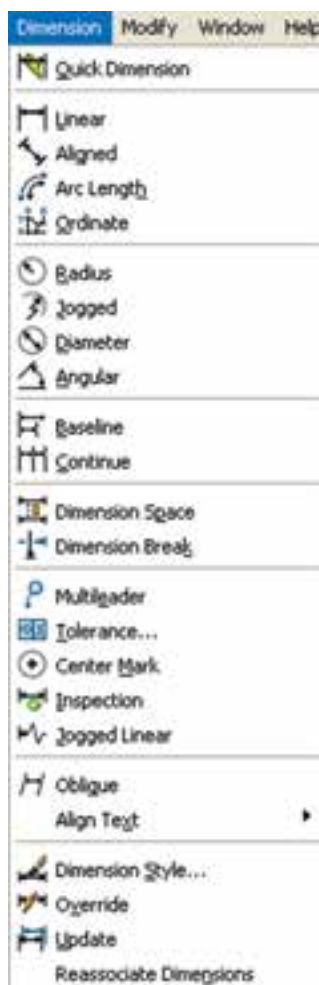 Dimension Modify Window Help
Quick Dimension
Linear
Aligned
Arc Length
Ordinate
Radius
Jogged
Diameter
Angular
Baseline
Continue
Dimension Space
Dimension Break
Multileader
Tolerance...
Center Mark
Inspection
Jogged Linear
Oblique
Align Text
Dimension Style...
Override
Update
Reassociate Dimensions